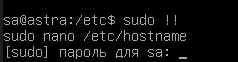 sa@astra:/etc$ sudo !!
sudo nano /etc/hostname
[sudo] пароль для sa: